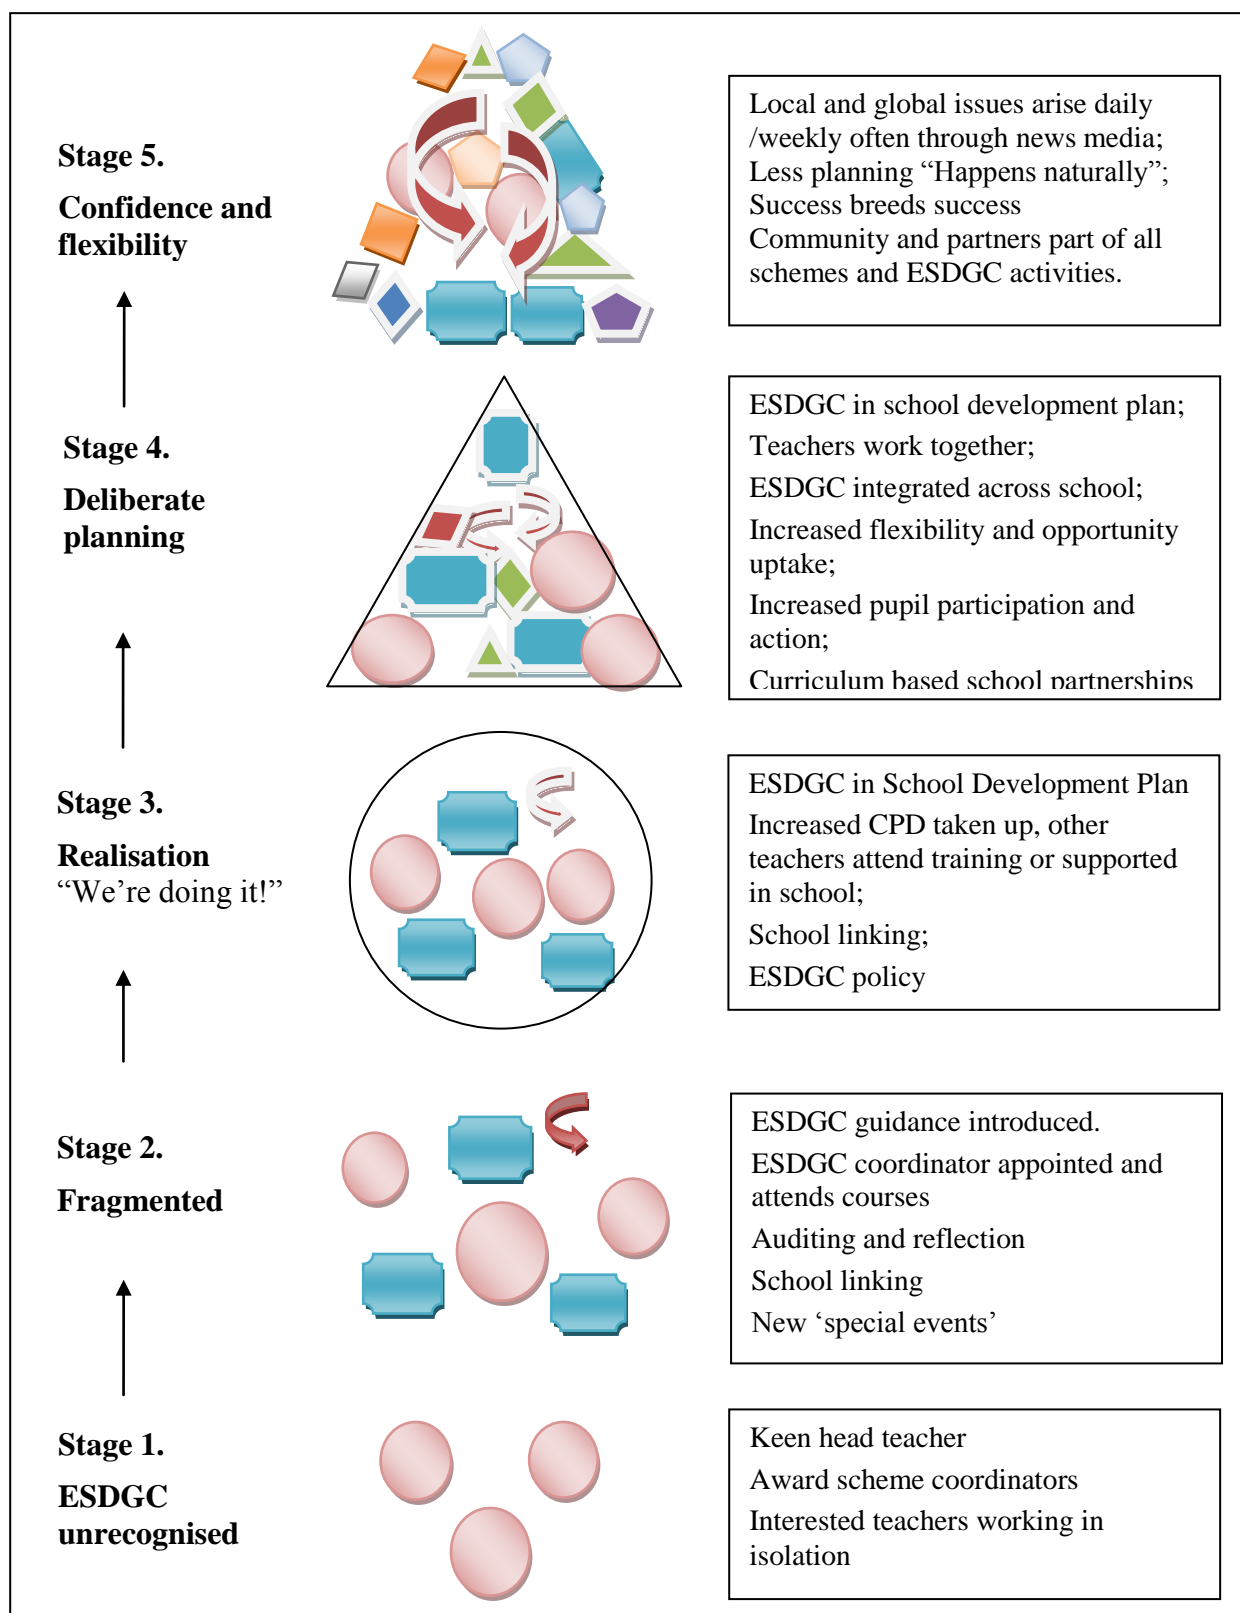 Stage 5.
Confidence and
flexibility
Local and global issues arise daily
/weekly often through news media;
Less planning “Happens naturally”;
Success breeds success
Community and partners part of all
schemes and ESDGC activities.
Stage 4.
Deliberate
planning
ESDGC in school development plan;
Teachers work together;
ESDGC integrated across school;
Increased flexibility and opportunity
uptake;
Increased pupil participation and
action;
Curriculum based school partnerships
Stage 3.
Realisation
“We’re doing it!”
ESDGC in School Development Plan
Increased CPD taken up, other
teachers attend training or supported
in school;
School linking;
ESDGC policy
Stage 2.
Fragmented
ESDGC guidance introduced.
ESDGC coordinator appointed and
attends courses
Auditing and reflection
School linking
New ‘special events’
Stage 1.
ESDGC
unrecognised
Keen head teacher
Award scheme coordinators
Interested teachers working in
isolation